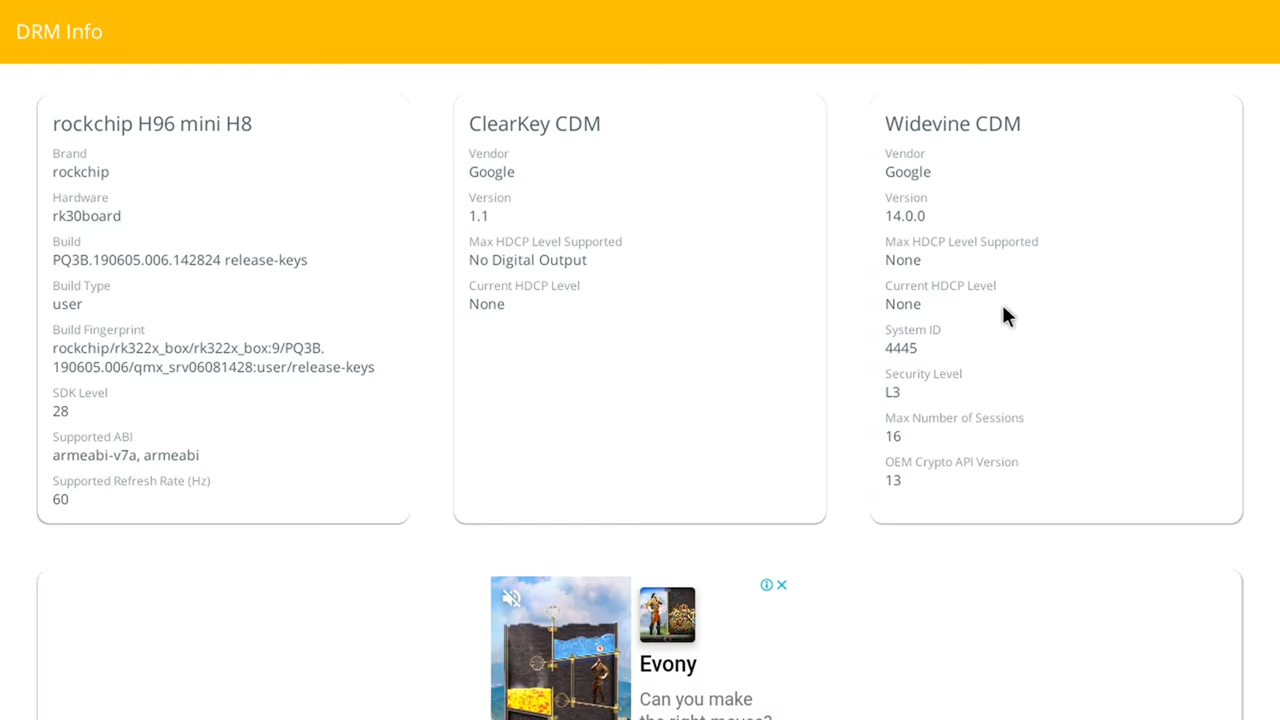 DRM Info
rockchip H96 mini H8
Brand
rockchip
Hardware
rk30board
Build
PQ3B.190605.006.142824 release-keys
Build Type
user
Build Fingerprint
rockchip/rk322x_box/rk322x_box:9/PQ3B.
190605.006/qmx_srv06081428:user/release-keys
SDK Level
28
Supported ABI
armeabi-v7a, armeabi
Supported Refresh Rate (Hz)
60
ClearKey CDM
Vendor
Google
Version
1.1
Max HDCP Level Supported
No Digital Output
Current HDCP Level
None
Widevine CDM
Vendor
Google
Version
14.0.0
Max HDCP Level Supported
None
Current HDCP Level
None
System ID
4445
Security Level
L3
Max Number of Sessions
16
OEM Crypto API Version
13
Evony
Can you make
the right moves?